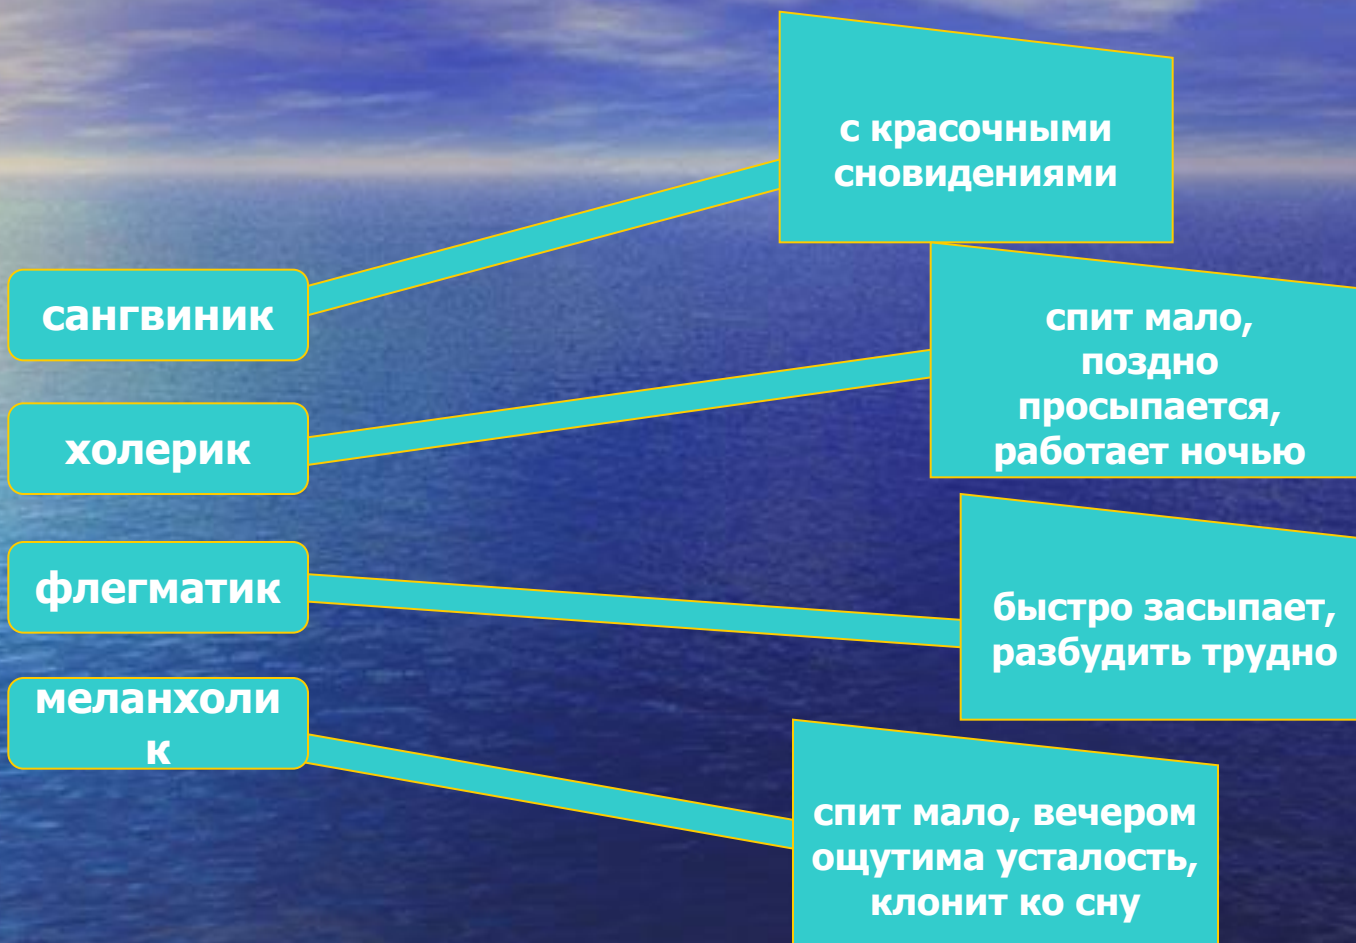 сангвиник
с красочными
сновидениями
холерик
спит мало,
поздно
просыпается,
работает ночью
флегматик
быстро засыпает,
разбудить трудно
меланхоли
к
спит мало, вечером
ощутима усталость,
клонит ко сну